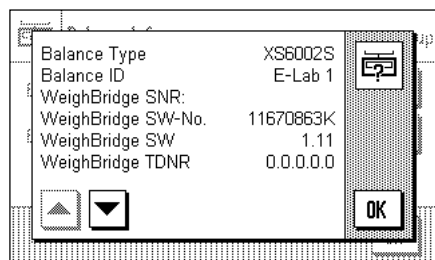 Balance Type XS6002S
Balance ID E-Lab 1
WeighBridge SNR:
WeighBridge SW-No. 11670863K
WeighBridge SW 1.11
WeighBridge TDNR 0.0.0.0.0
OK